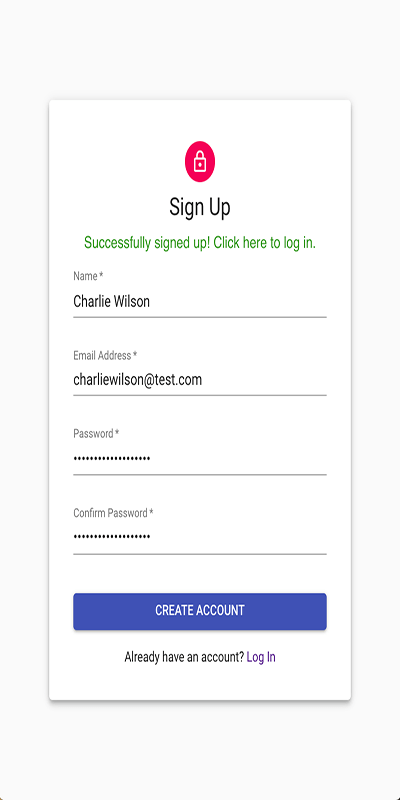 Sign Up
Successfully signed up! Click here to log in.
Name *
Charlie Wilson
Email Address *
charliewilson@test.com
Password *
•••••••••••••••••••
Confirm Password *
•••••••••••••••••••
CREATE ACCOUNT
Already have an account? Log In